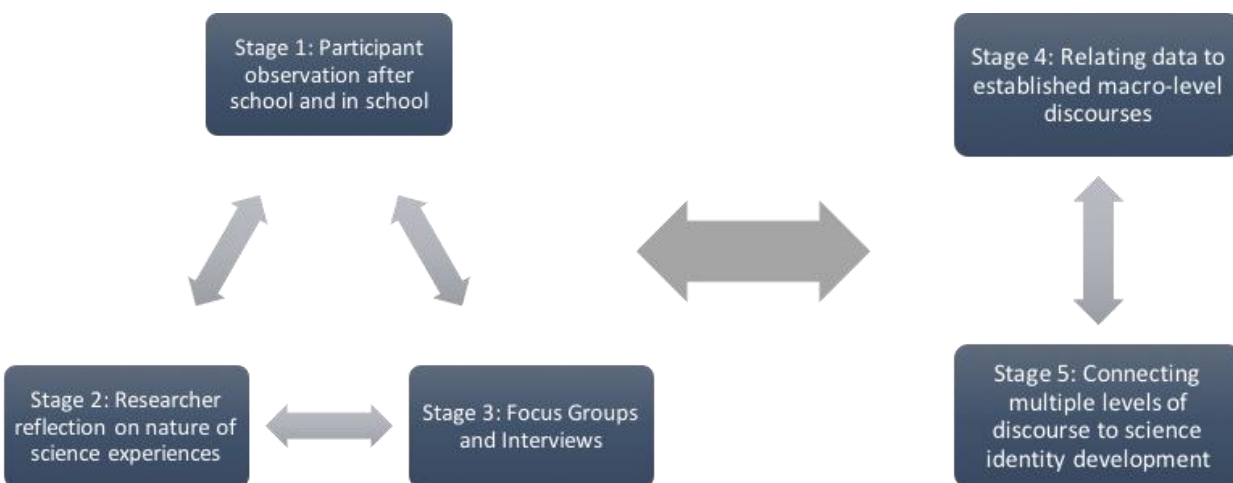 Stage 1: Participant
observation after
school and in school
Stage 4: Relating data to
established macro-level
discourses
Stage 2: Researcher
reflection on nature of
science experiences
Stage 3: Focus Groups
and Interviews
Stage 5: Connecting
multiple levels of
discourse to science
identity development